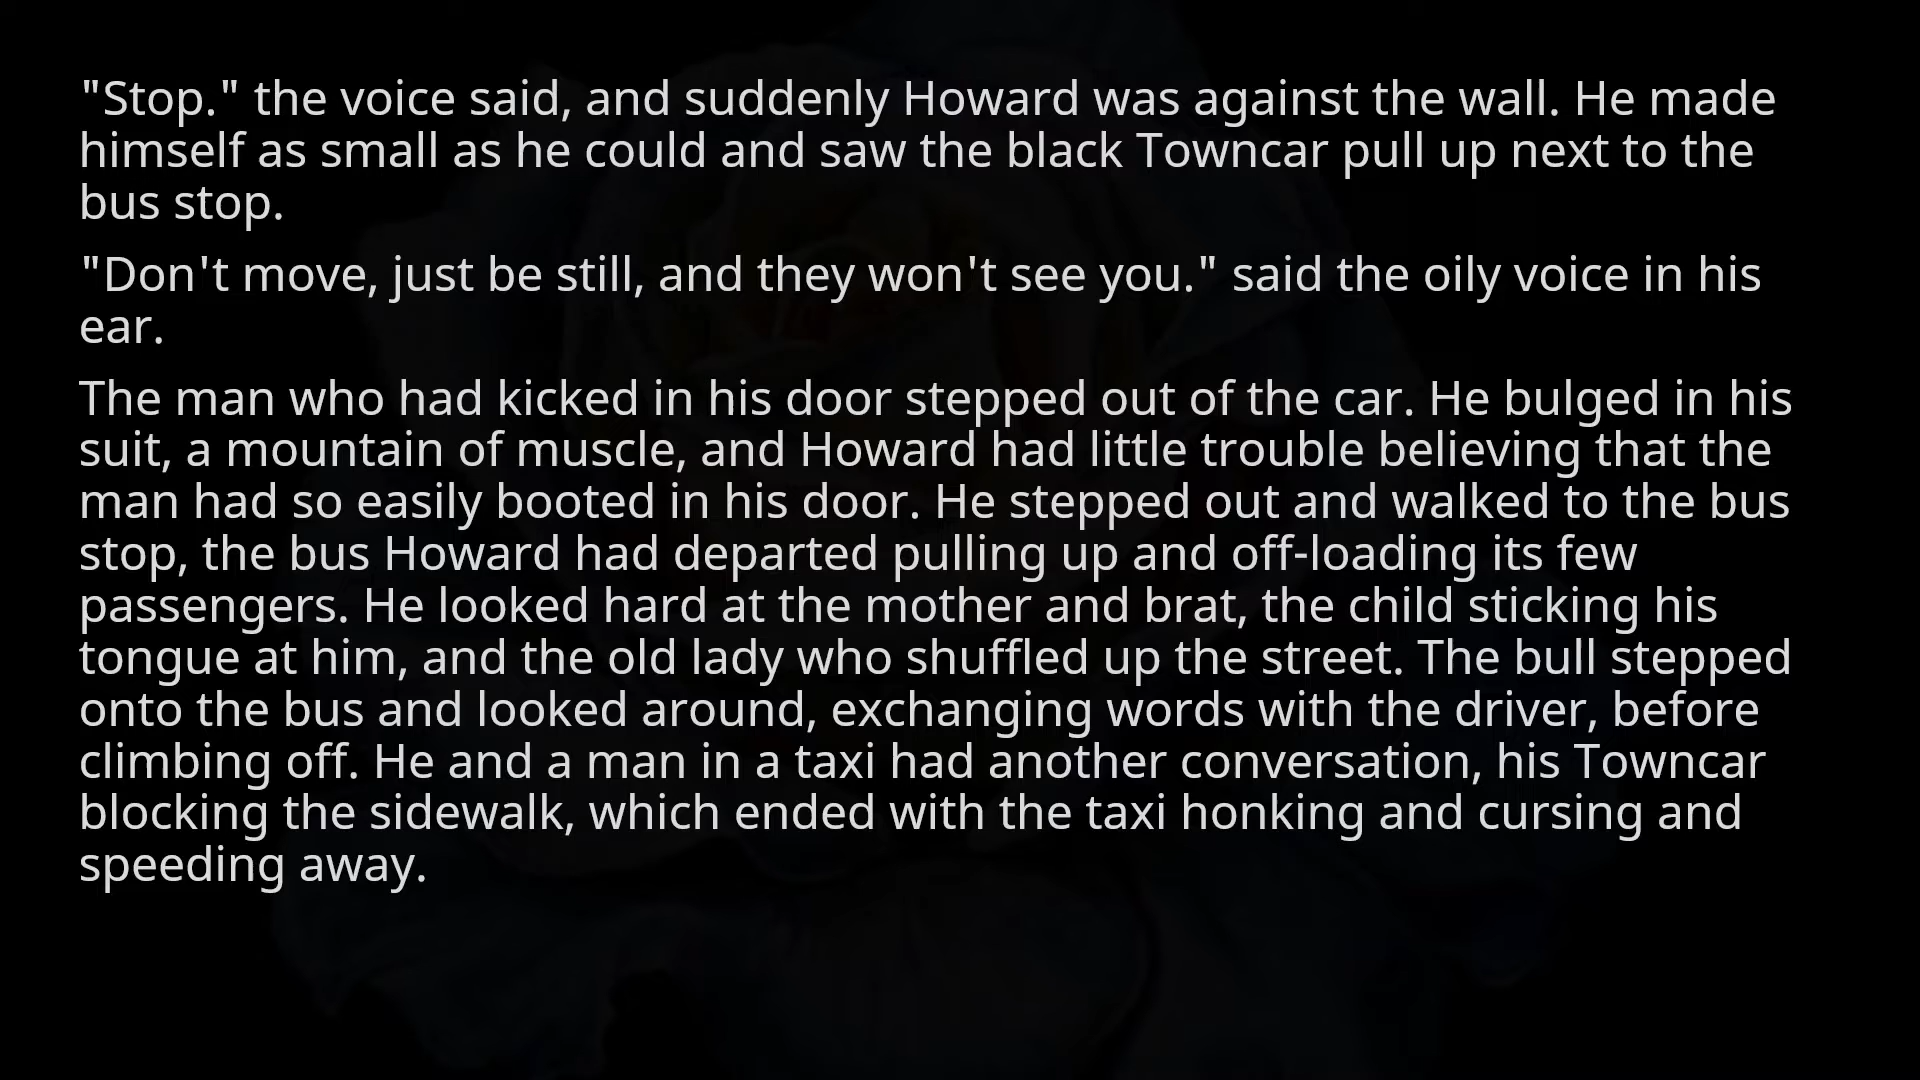 "Stop." the voice said, and suddenly Howard was against the wall. He made
himself as small as he could and saw the black Towncar pull up next to the
bus stop.
"Don't move, just be still, and they won't see you." said the oily voice in his
ear.
The man who had kicked in his door stepped out of the car. He bulged in his
suit, a mountain of muscle, and Howard had little trouble believing that the
man had so easily booted in his door. He stepped out and walked to the bus
stop, the bus Howard had departed pulling up and off-loading its few
passengers. He looked hard at the mother and brat, the child sticking his
tongue at him, and the old lady who shuffled up the street. The bull stepped
onto the bus and looked around, exchanging words with the driver, before
climbing off. He and a man in a taxi had another conversation, his Towncar
blocking the sidewalk, which ended with the taxi honking and cursing and
speeding away.